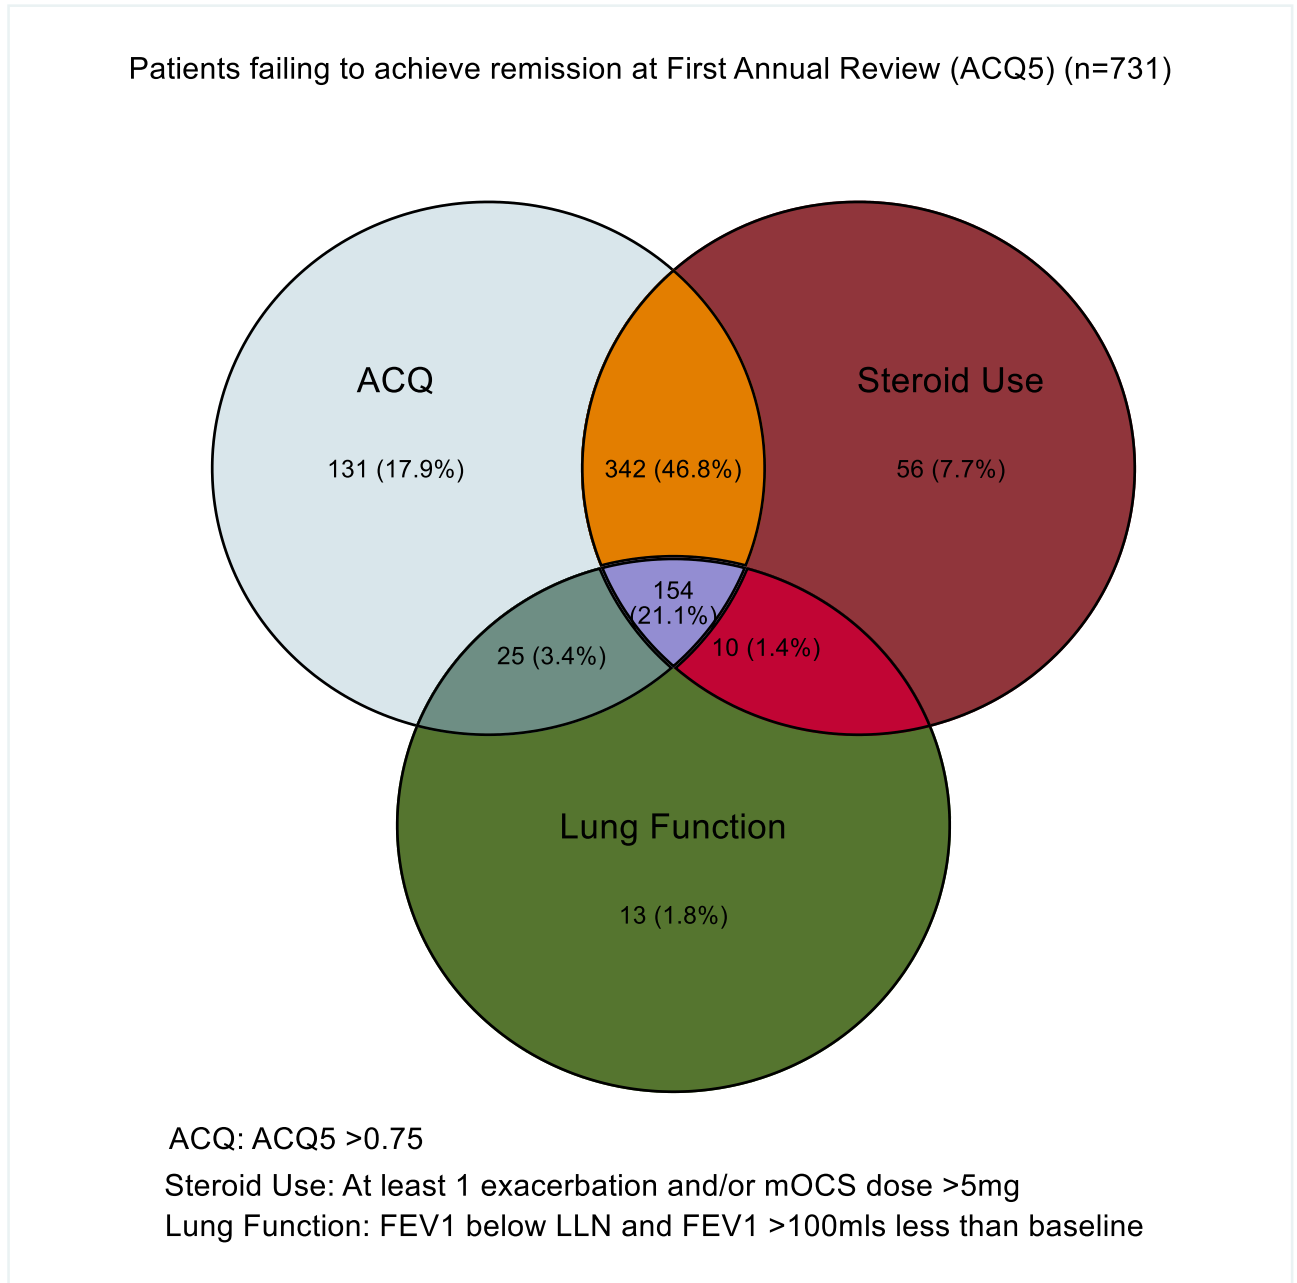 Patients failing to achieve remission at First Annual Review (ACQ5) (n=731)
ACQ
Steroid Use
131 (17.9%)
342 (46.8%)
56 (7.7%)
154
(21.1%)
25 (3.4%)
10 (1.4%)
Lung Function
13 (1.8%)
ACQ: ACQ5 >0.75
Steroid Use: At least 1 exacerbation and/or mOCS dose >5mg
Lung Function: FEV1 below LLN and FEV1 >100mls less than baseline